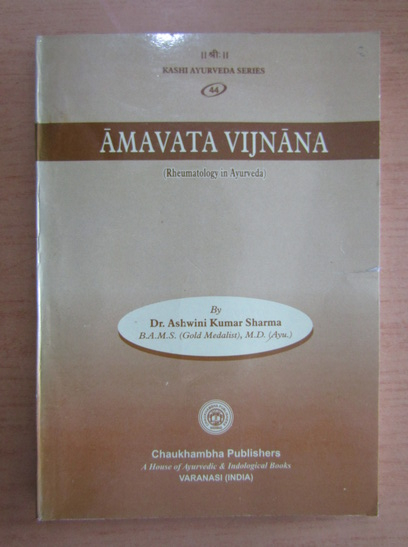 || श्री: ||
KASHI AYURVEDA SERIES
44
ĀMAVATA VIJNĀNA
(Rheumatology in Ayurveda)
By
Dr. Ashwini Kumar Sharma
B.A.M.S. (Gold Medalist), M.D. (Ayu.)
Chaukhambha Publishers
A House of Ayurvedic & Indological Books
VARANASI (INDIA)